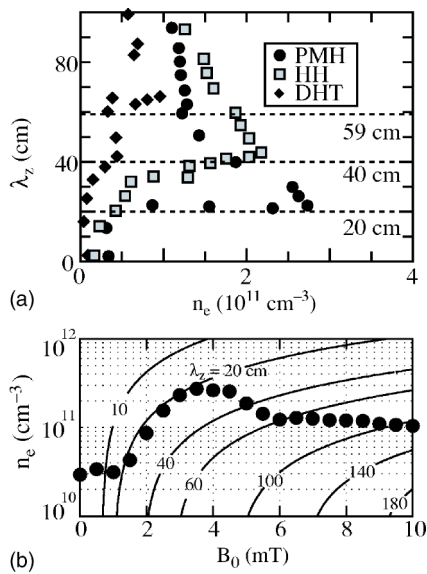 80
40
0
λz (cm)
PMH
HH
DHT
59 cm
40 cm
20 cm
0 1 2 3 4
(a)
ne (10¹¹ cm⁻³)
10¹²
10¹¹
10¹⁰
ne (cm⁻³)
λz = 20 cm
10
40
60
100
140
180
0 2 4 6 8 10
(b)
B0 (mT)